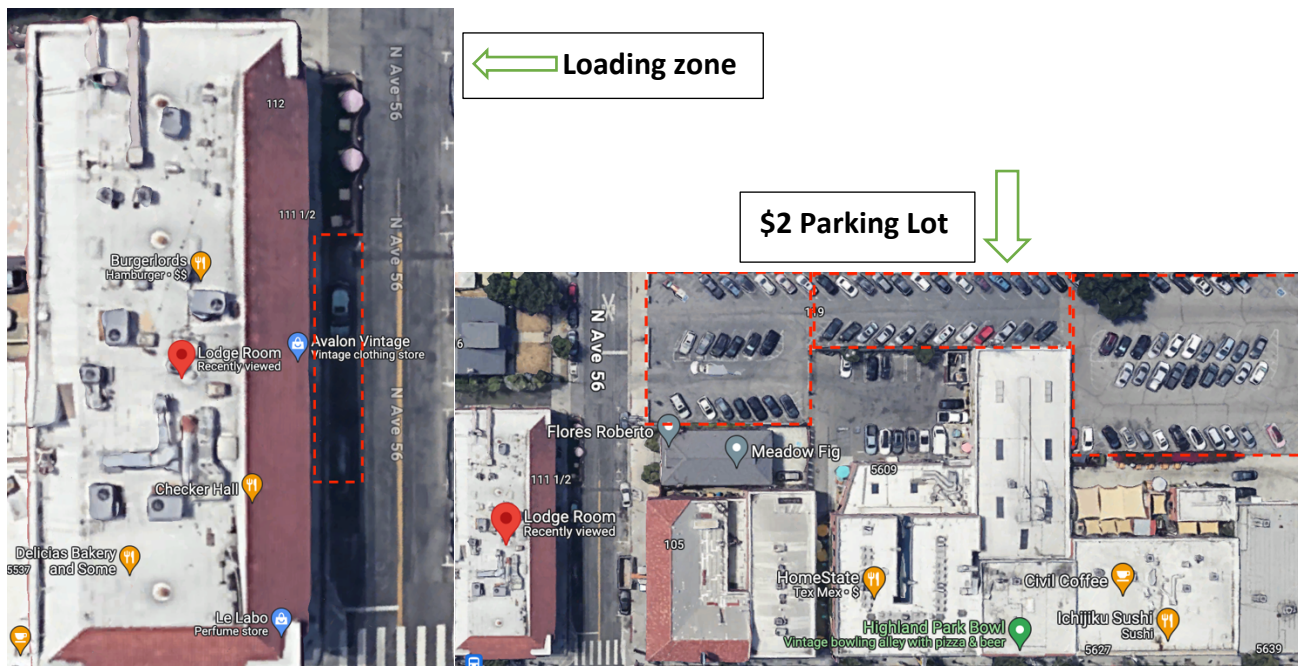 Loading zone
N Ave 56
112
111 1/2
N Ave 56
Burgerlords
Hamburger • $$
Avalon Vintage
Vintage clothing store
Lodge Room
Recently viewed
N Ave 56
Checker Hall
Delicias Bakery
and Some
5537
Le Labo
Perfume store
$2 Parking Lot
119
N Ave 56
6
Flores Roberto
Meadow Fig
5609
111 1/2
Lodge Room
Recently viewed
105
HomeState
Tex Mex • $
Civil Coffee
Ichijiku Sushi
Sushi
Highland Park Bowl
Vintage bowling alley with pizza & beer
5627
5639